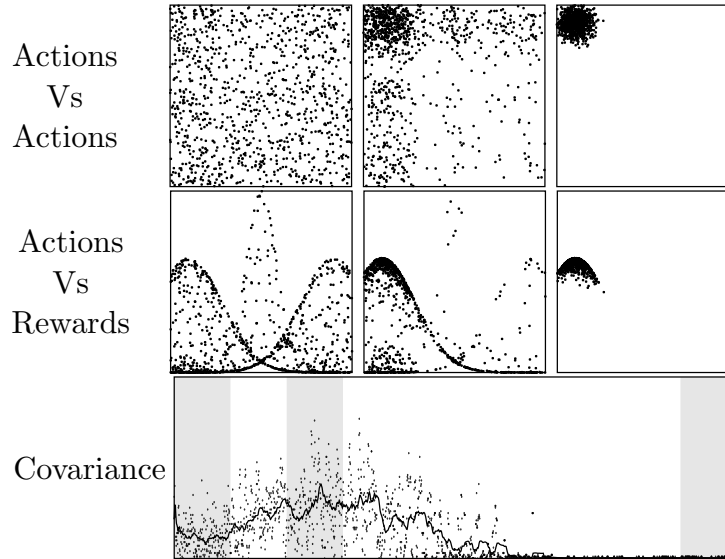 Actions
Vs
Actions
Actions
Vs
Rewards
Covariance